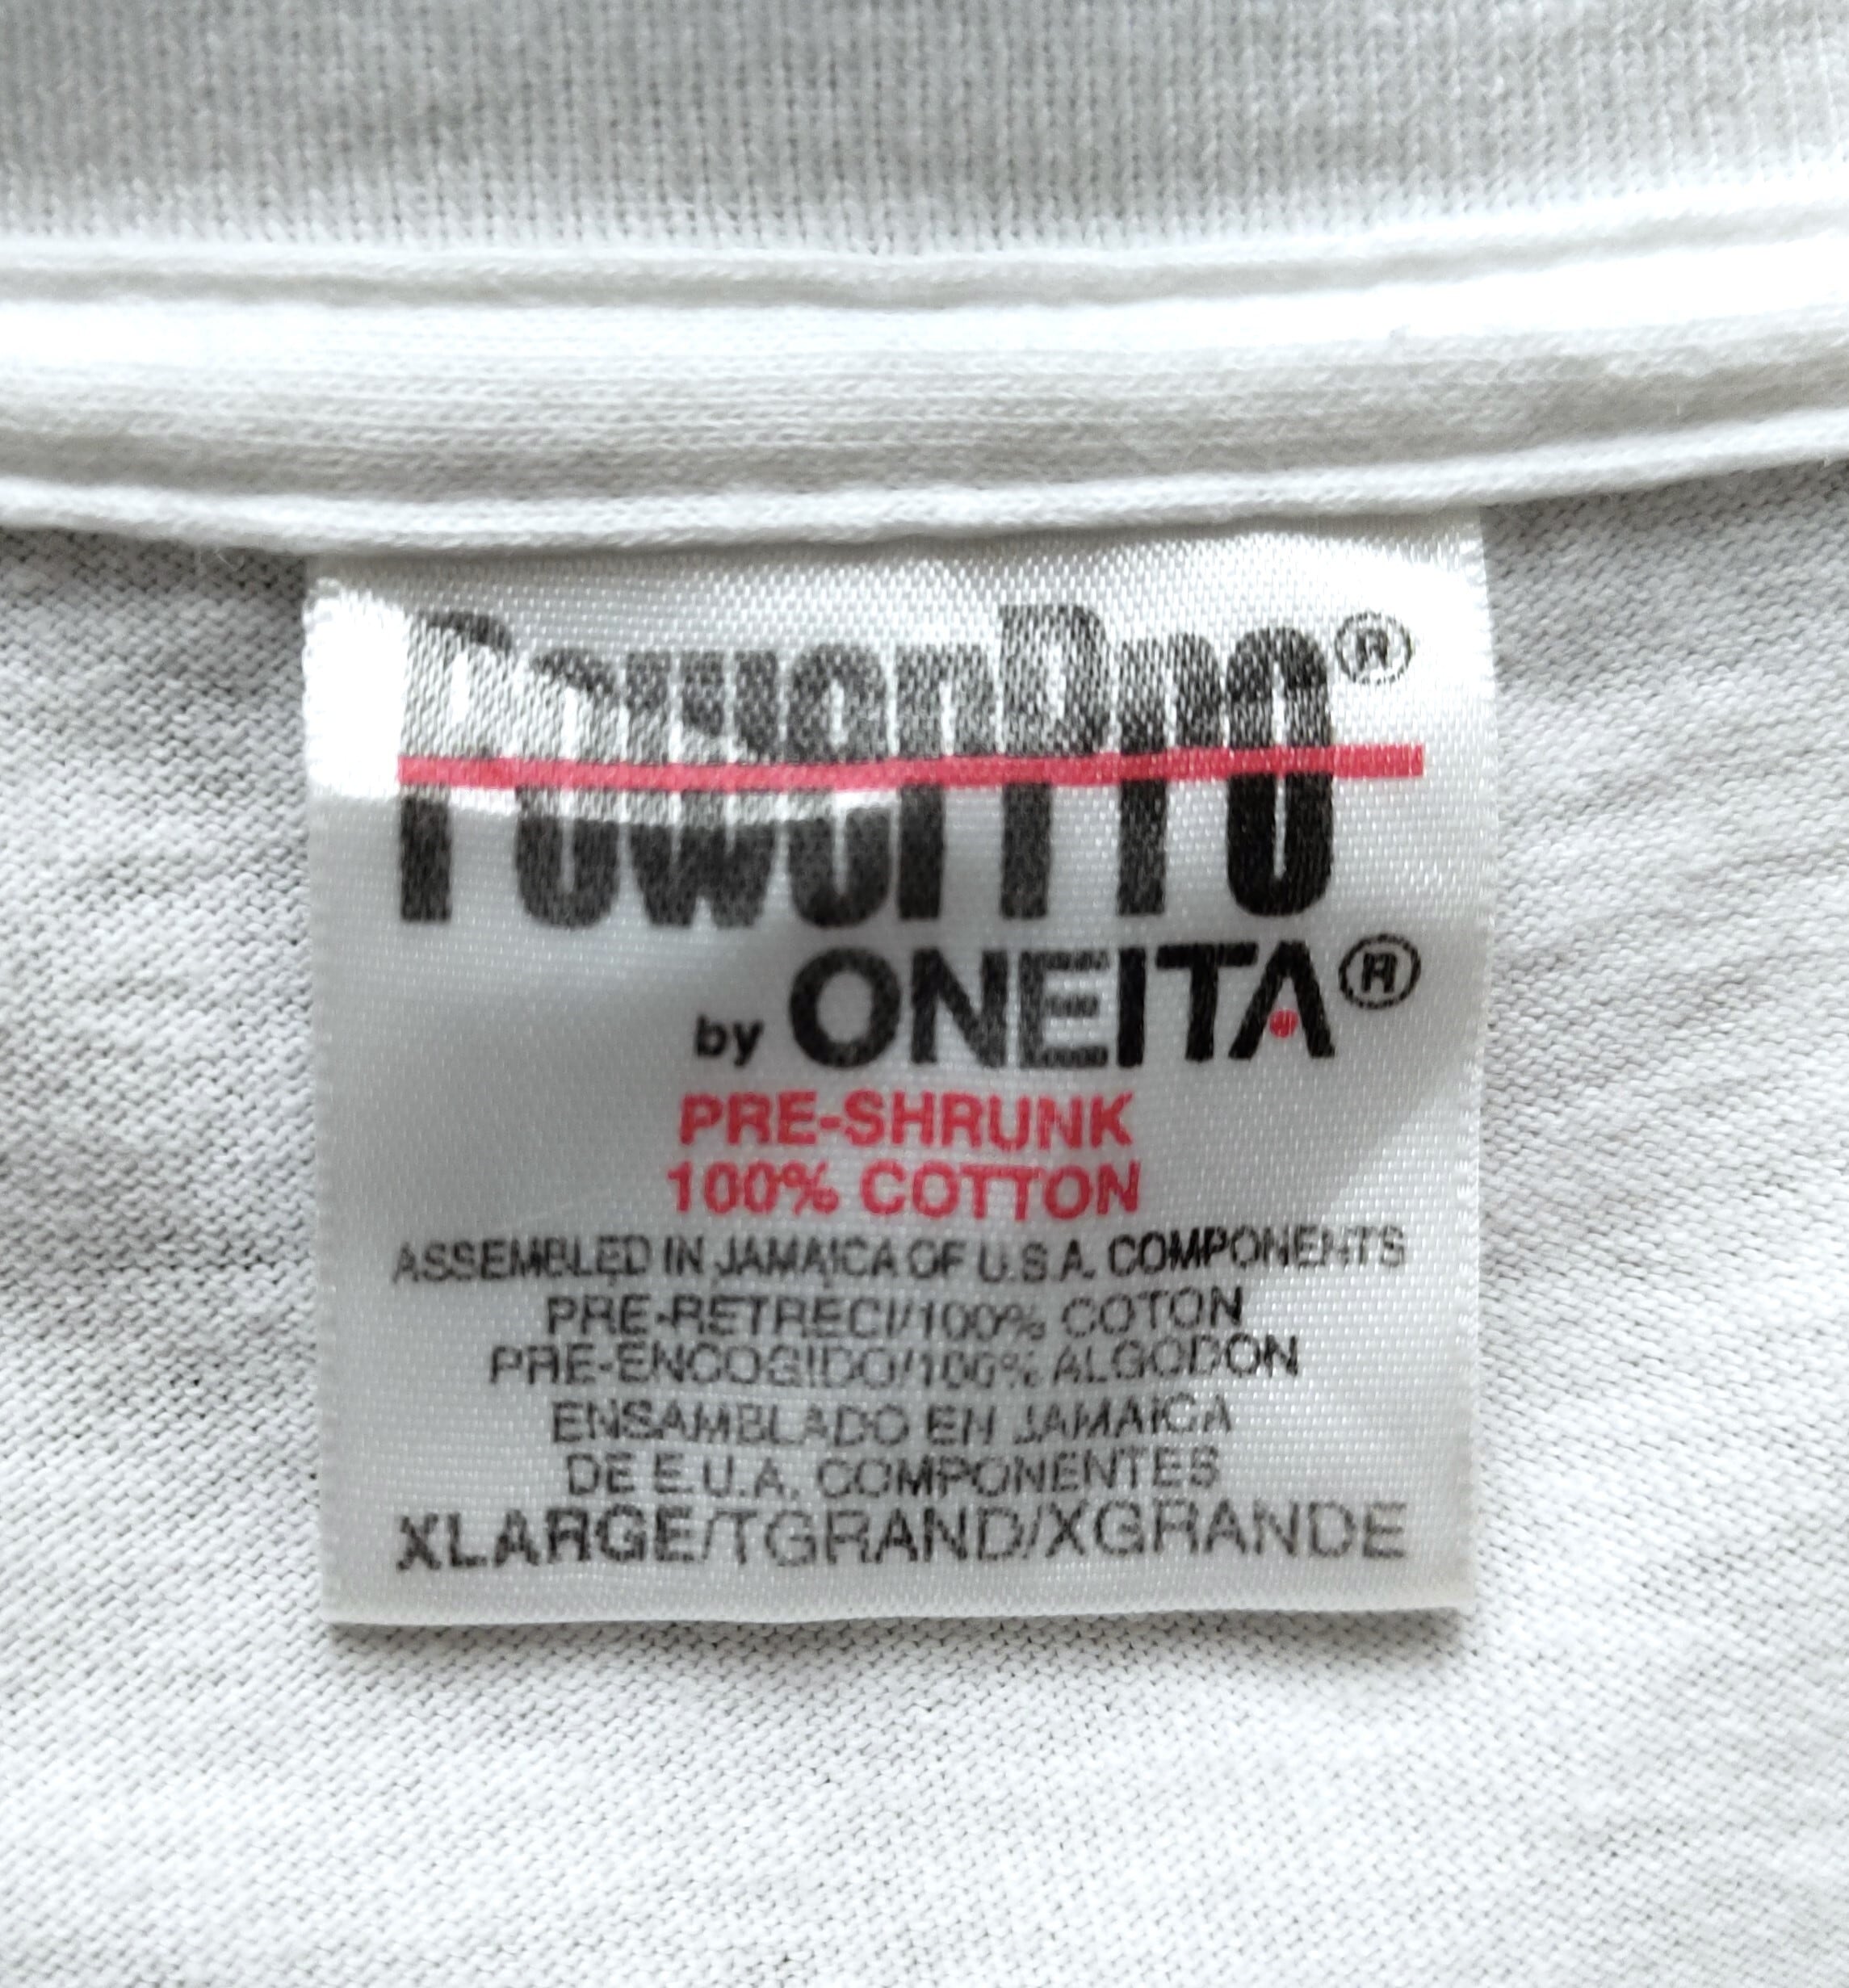 PowerPro®
by ONEITA®
PRE-SHRUNK
100% COTTON
ASSEMBLED IN JAMAICA OF U.S.A. COMPONENTS
PRE-RETRECI/100% COTON
PRE-ENCOGIDO/100% ALGODON
ENSAMBLADO EN JAMAICA
DE E.U.A. COMPONENTES
XLARGE/TGRAND/XGRANDE